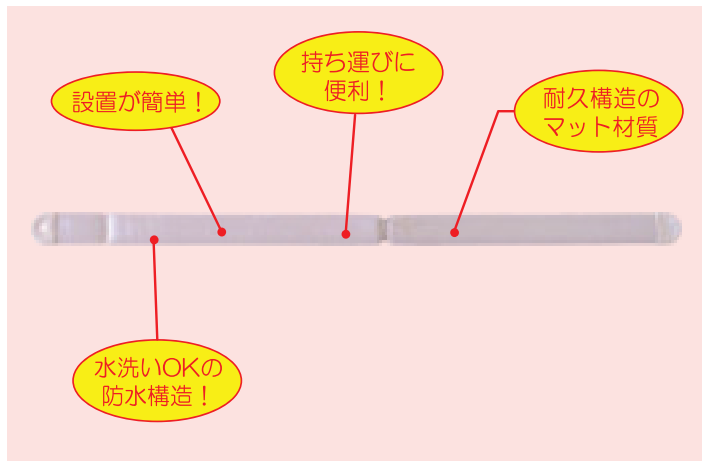 設置が簡単！
持ち運びに
便利！
耐久構造の
マット材質
水洗いOKの
防水構造！